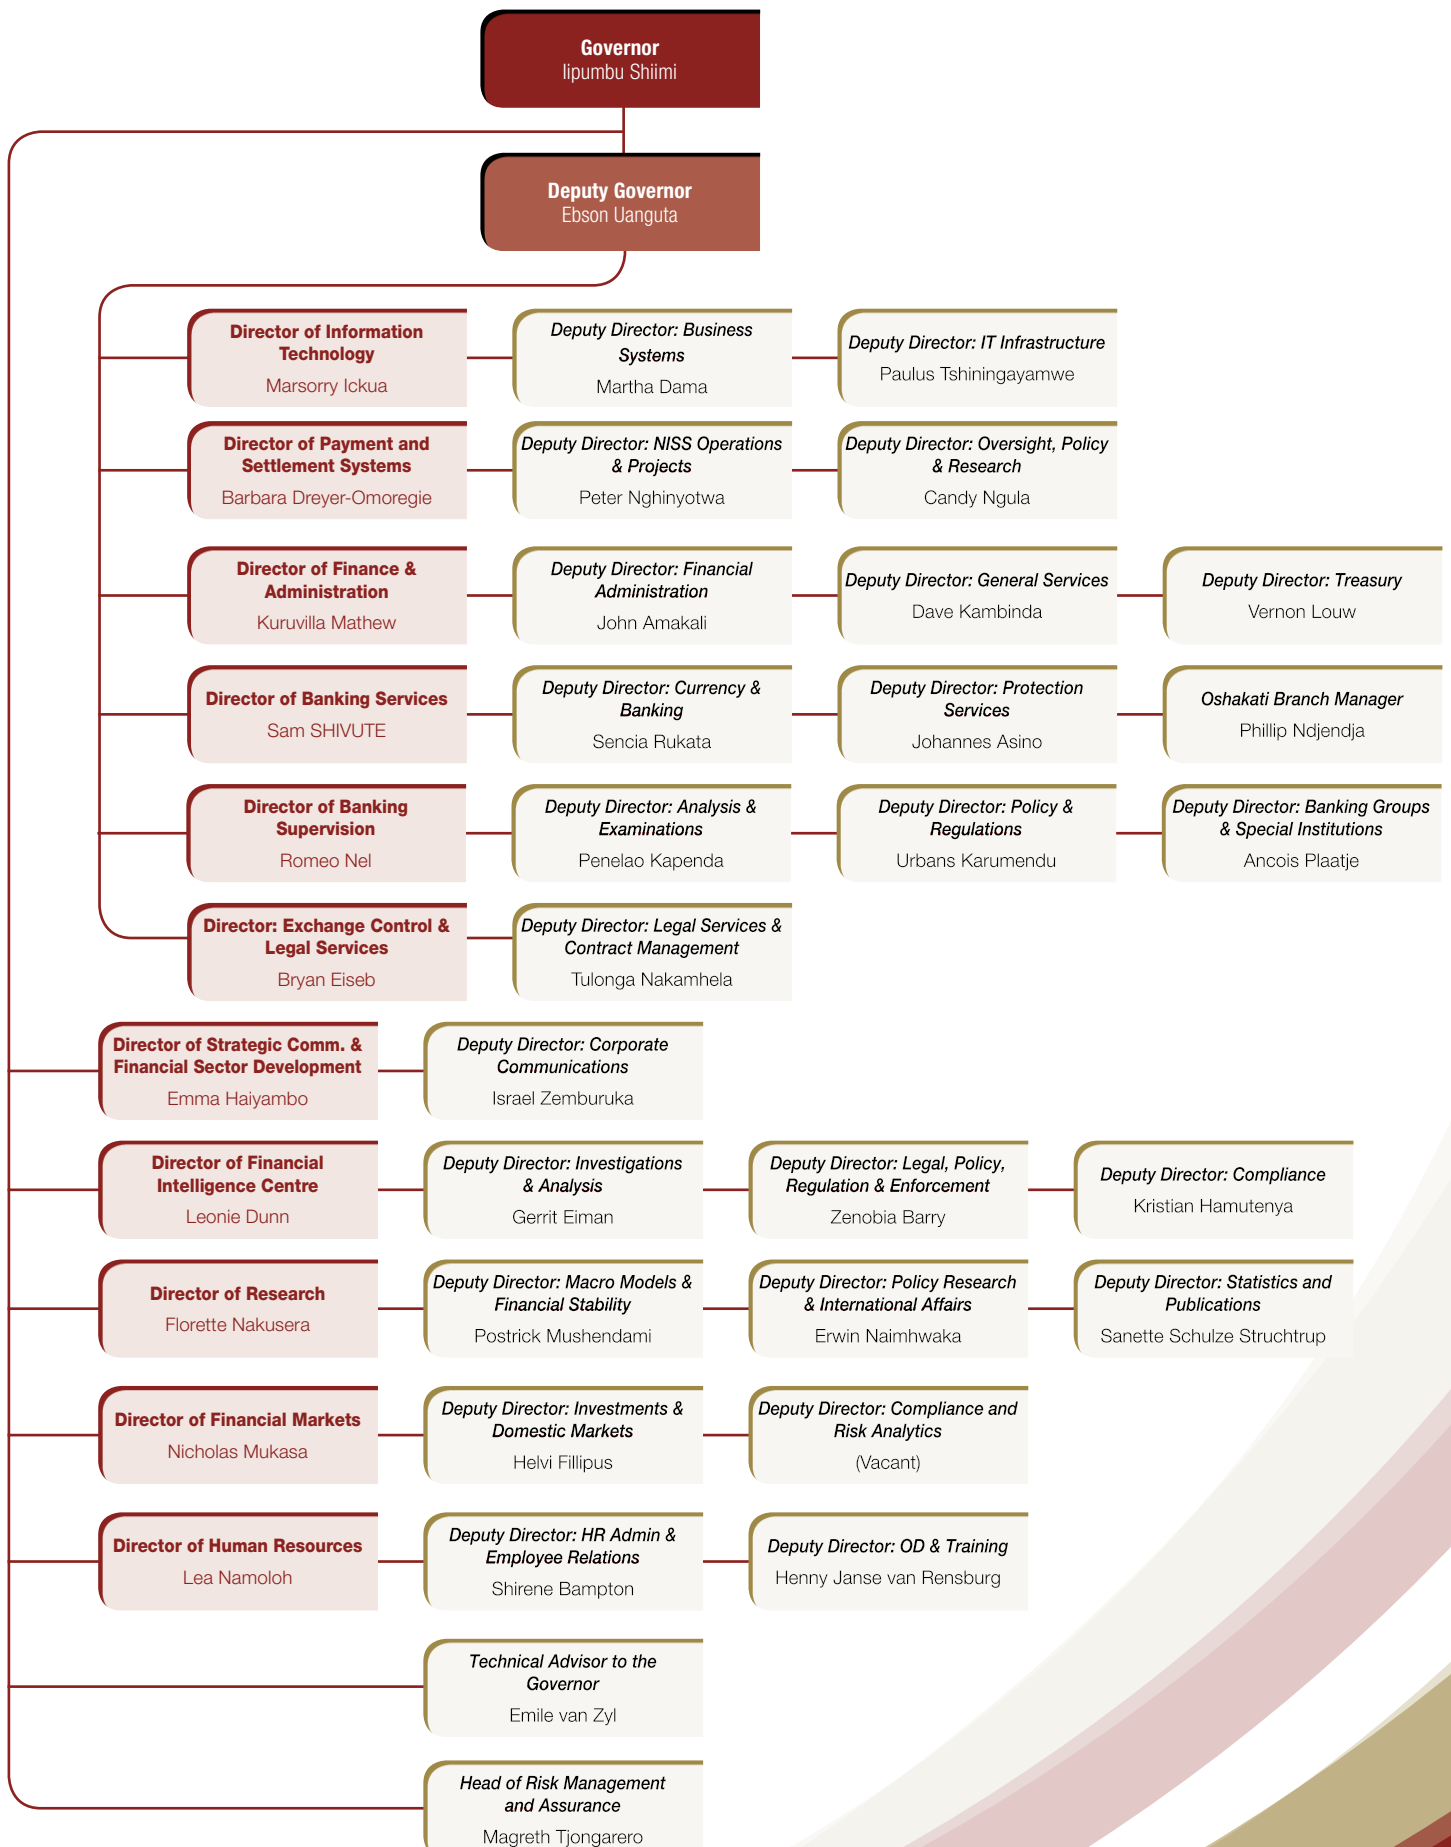 Governor
Iipumbu Shiimi
Deputy Governor
Ebson Uanguta
Director of Information
Technology
Marsorry Ickua
Deputy Director: Business
Systems
Martha Dama
Deputy Director: IT Infrastructure
Paulus Tshiningayamwe
Director of Payment and
Settlement Systems
Barbara Dreyer-Omoregie
Deputy Director: NISS Operations
& Projects
Peter Nghinyotwa
Deputy Director: Oversight, Policy
& Research
Candy Ngula
Director of Finance &
Administration
Kuruvilla Mathew
Deputy Director: Financial
Administration
John Amakali
Deputy Director: General Services
Dave Kambinda
Deputy Director: Treasury
Vernon Louw
Director of Banking Services
Sam SHIVUTE
Deputy Director: Currency &
Banking
Sencia Rukata
Deputy Director: Protection
Services
Johannes Asino
Oshakati Branch Manager
Phillip Ndjendja
Director of Banking
Supervision
Romeo Nel
Deputy Director: Analysis &
Examinations
Penelao Kapenda
Deputy Director: Policy &
Regulations
Urbans Karumendu
Deputy Director: Banking Groups
& Special Institutions
Ancois Plaatje
Director: Exchange Control &
Legal Services
Bryan Eiseb
Deputy Director: Legal Services &
Contract Management
Tulonga Nakamhela
Director of Strategic Comm. &
Financial Sector Development
Emma Haiyambo
Deputy Director: Corporate
Communications
Israel Zemburuka
Director of Financial
Intelligence Centre
Leonie Dunn
Deputy Director: Investigations
& Analysis
Gerrit Eiman
Deputy Director: Legal, Policy,
Regulation & Enforcement
Zenobia Barry
Deputy Director: Compliance
Kristian Hamutenya
Director of Research
Florette Nakusera
Deputy Director: Macro Models &
Financial Stability
Postrick Mushendami
Deputy Director: Policy Research
& International Affairs
Erwin Naimhwaka
Deputy Director: Statistics and
Publications
Sanette Schulze Struchtrup
Director of Financial Markets
Nicholas Mukasa
Deputy Director: Investments &
Domestic Markets
Helvi Fillipus
Deputy Director: Compliance and
Risk Analytics
(Vacant)
Director of Human Resources
Lea Namoloh
Deputy Director: HR Admin &
Employee Relations
Shirene Bampton
Deputy Director: OD & Training
Henny Janse van Rensburg
Technical Advisor to the
Governor
Emile van Zyl
Head of Risk Management
and Assurance
Magreth Tjongarero